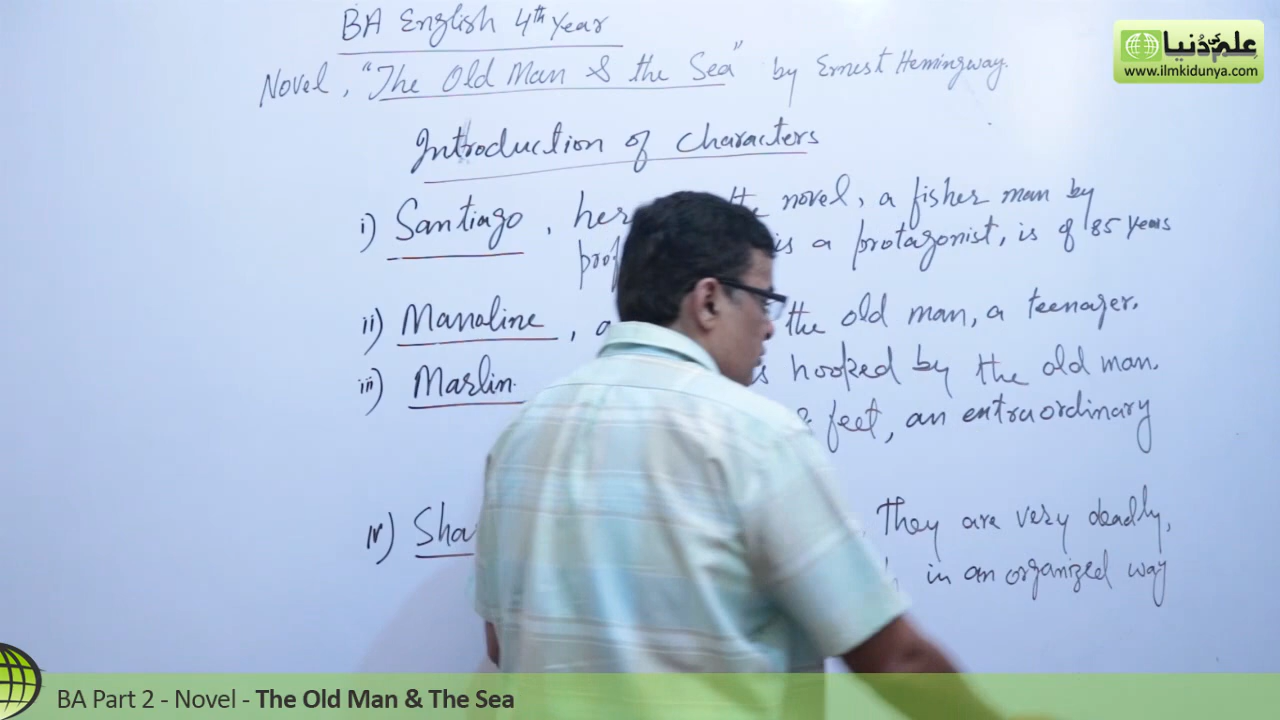 BA English 4th Year
Novel, "The Old Man & the Sea" by Ernest Hemingway.
Introduction of Characters
i) Santiago, her the novel, a fisher man by
prof is a protagonist, is of 85 years
ii) Manoline, a the old man, a teenager.
iii) Marlin. is hooked by the old man.
feet, an extraordinary
iv) Sha They are very deadly,
in an organized way
علم کی دُنیا
www.ilmkidunya.com
BA Part 2 - Novel - The Old Man & The Sea